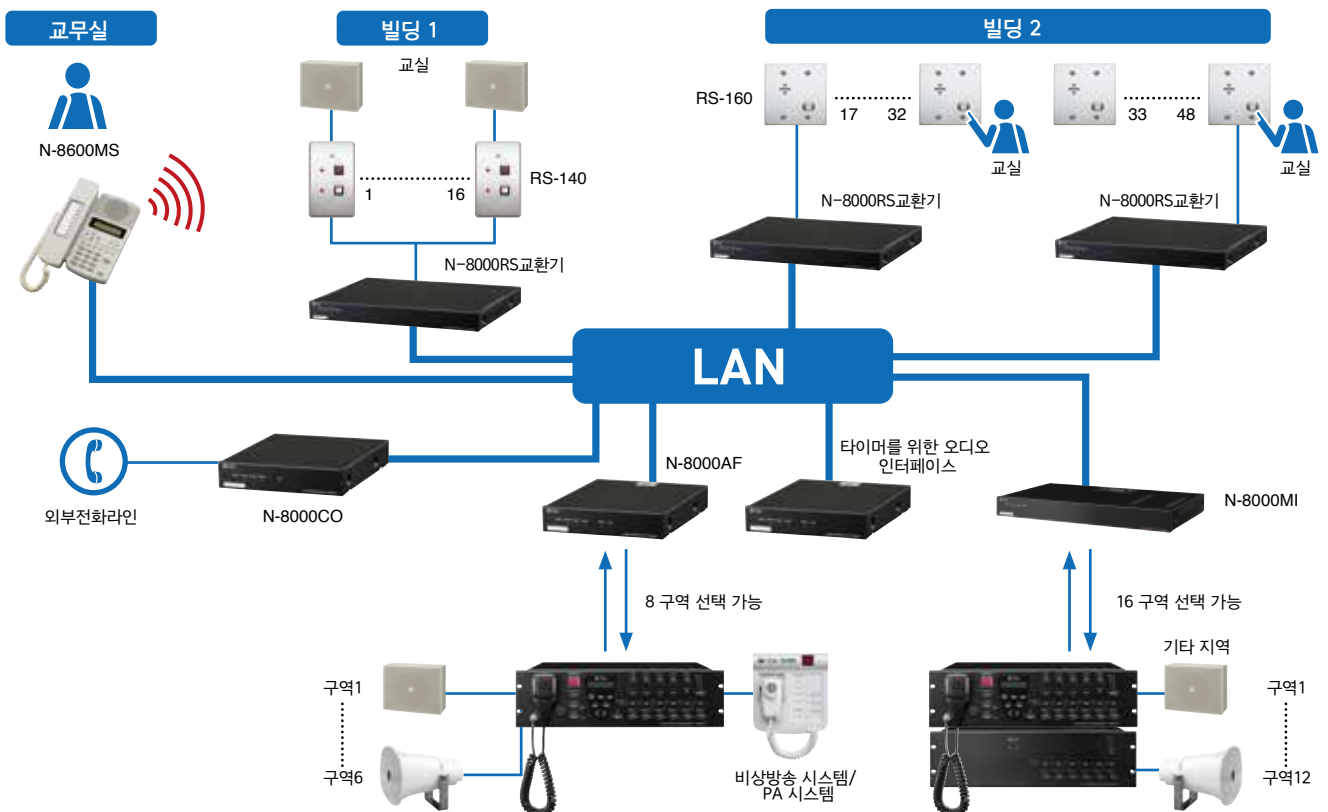 교무실
빌딩 1
빌딩 2
교실
N-8600MS
RS-160
17
32
33
48
교실
교실
1
16
RS-140
N-8000RS교환기
N-8000RS교환기
N-8000RS교환기
LAN
외부전화라인
N-8000CO
N-8000AF
타이머를 위한 오디오
인터페이스
N-8000MI
8 구역 선택 가능
16 구역 선택 가능
기타 지역
구역1
구역6
비상방송 시스템/
PA 시스템
구역1
구역12